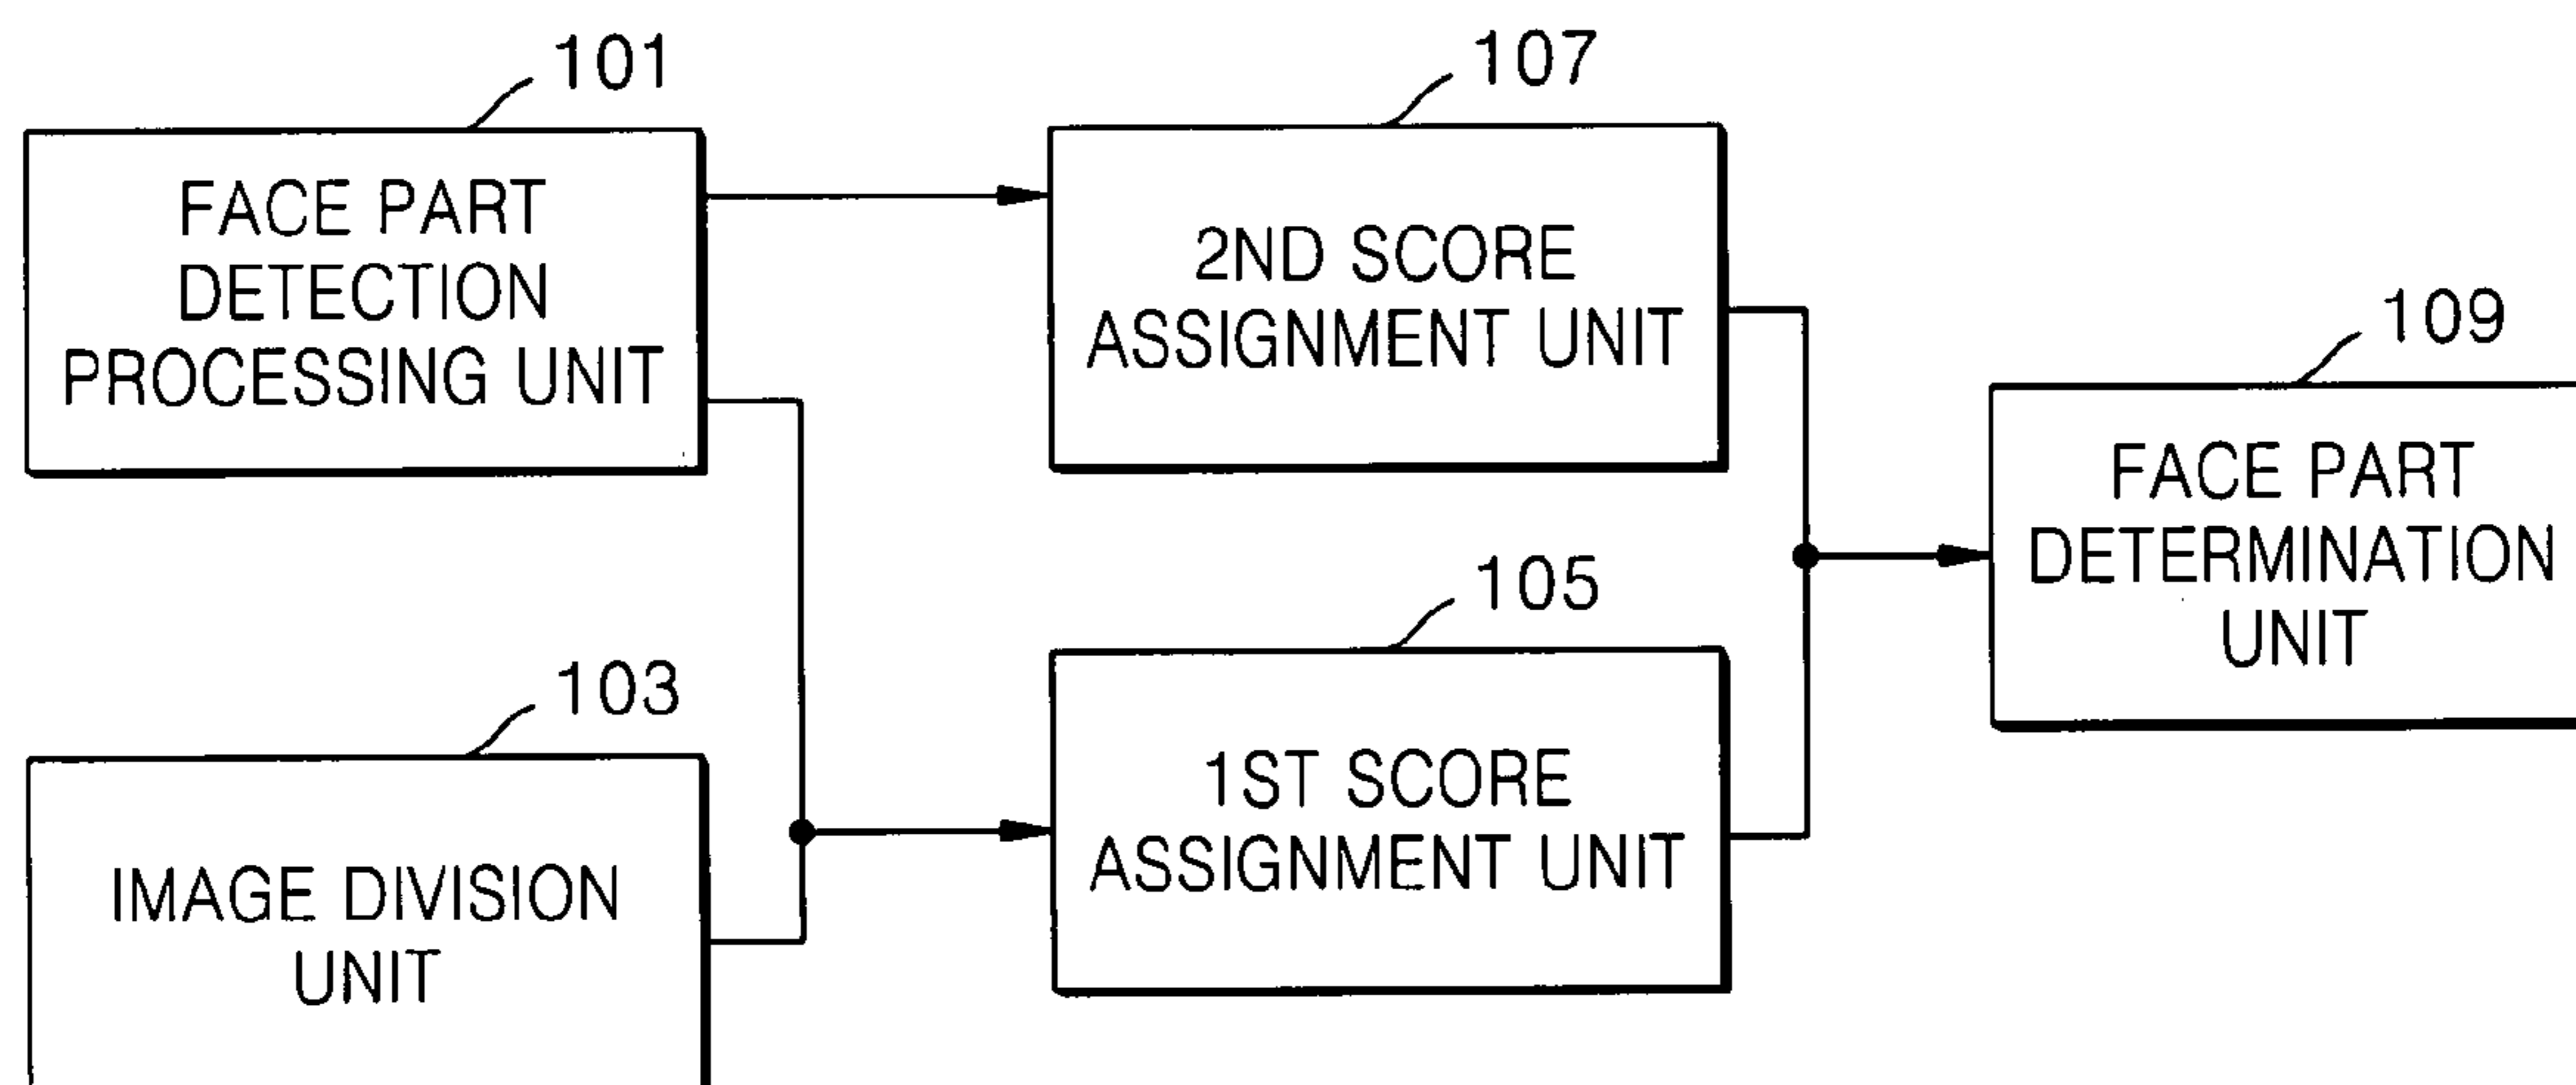 101
FACE PART
DETECTION
PROCESSING UNIT
107
2ND SCORE
ASSIGNMENT UNIT
109
FACE PART
DETERMINATION
UNIT
103
IMAGE DIVISION
UNIT
105
1ST SCORE
ASSIGNMENT UNIT